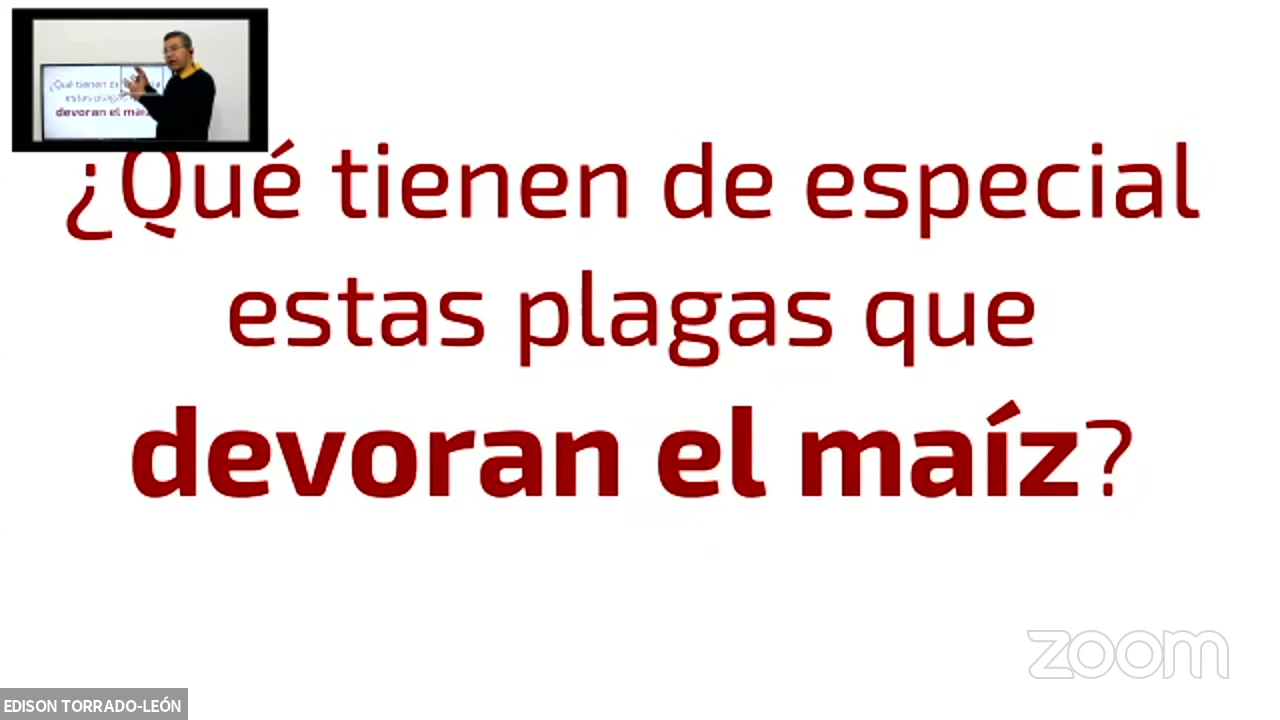 ¿Qué tienen de especial
estas plagas que
devoran el maíz?
zoom
EDISON TORRADO-LEÓN